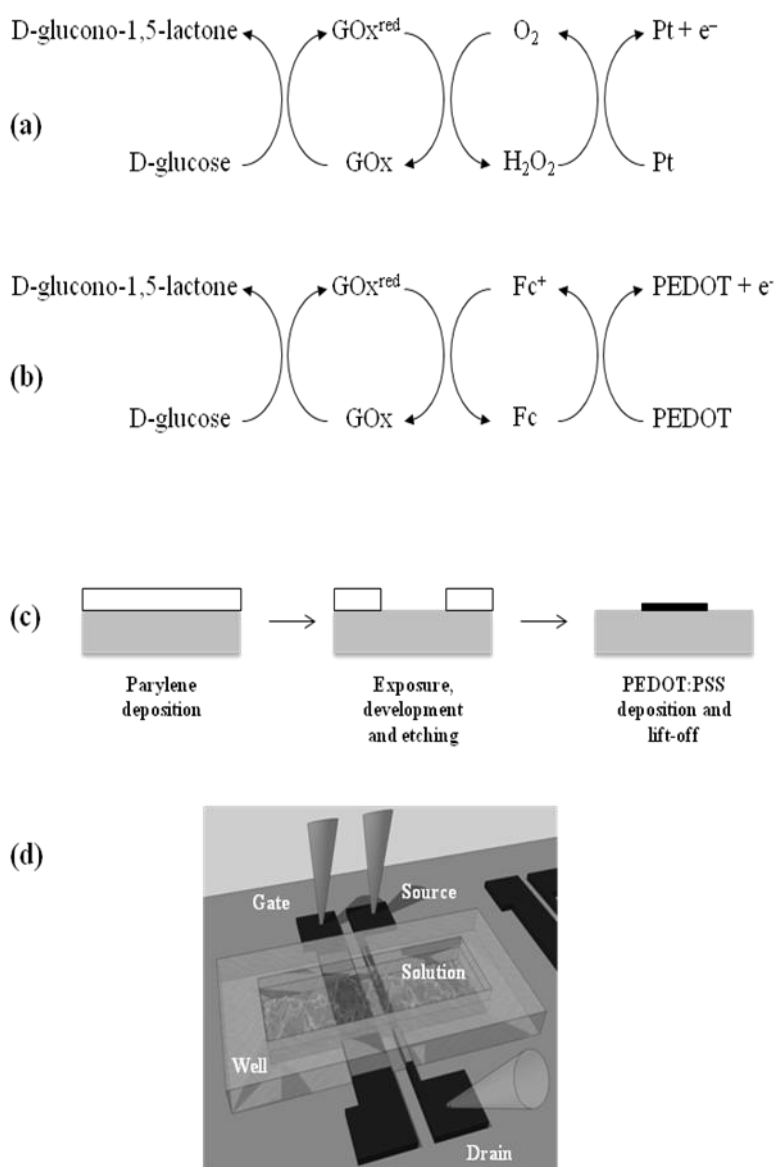 D-glucono-1,5-lactone GOx^red O₂ Pt + e⁻
(a)
D-glucose GOx H₂O₂ Pt
D-glucono-1,5-lactone GOx^red Fc⁺ PEDOT + e⁻
(b)
D-glucose GOx Fc PEDOT
(c)
Parylene
deposition
Exposure,
development
and etching
PEDOT:PSS
deposition and
lift-off
(d)
Gate
Source
Solution
Well
Drain